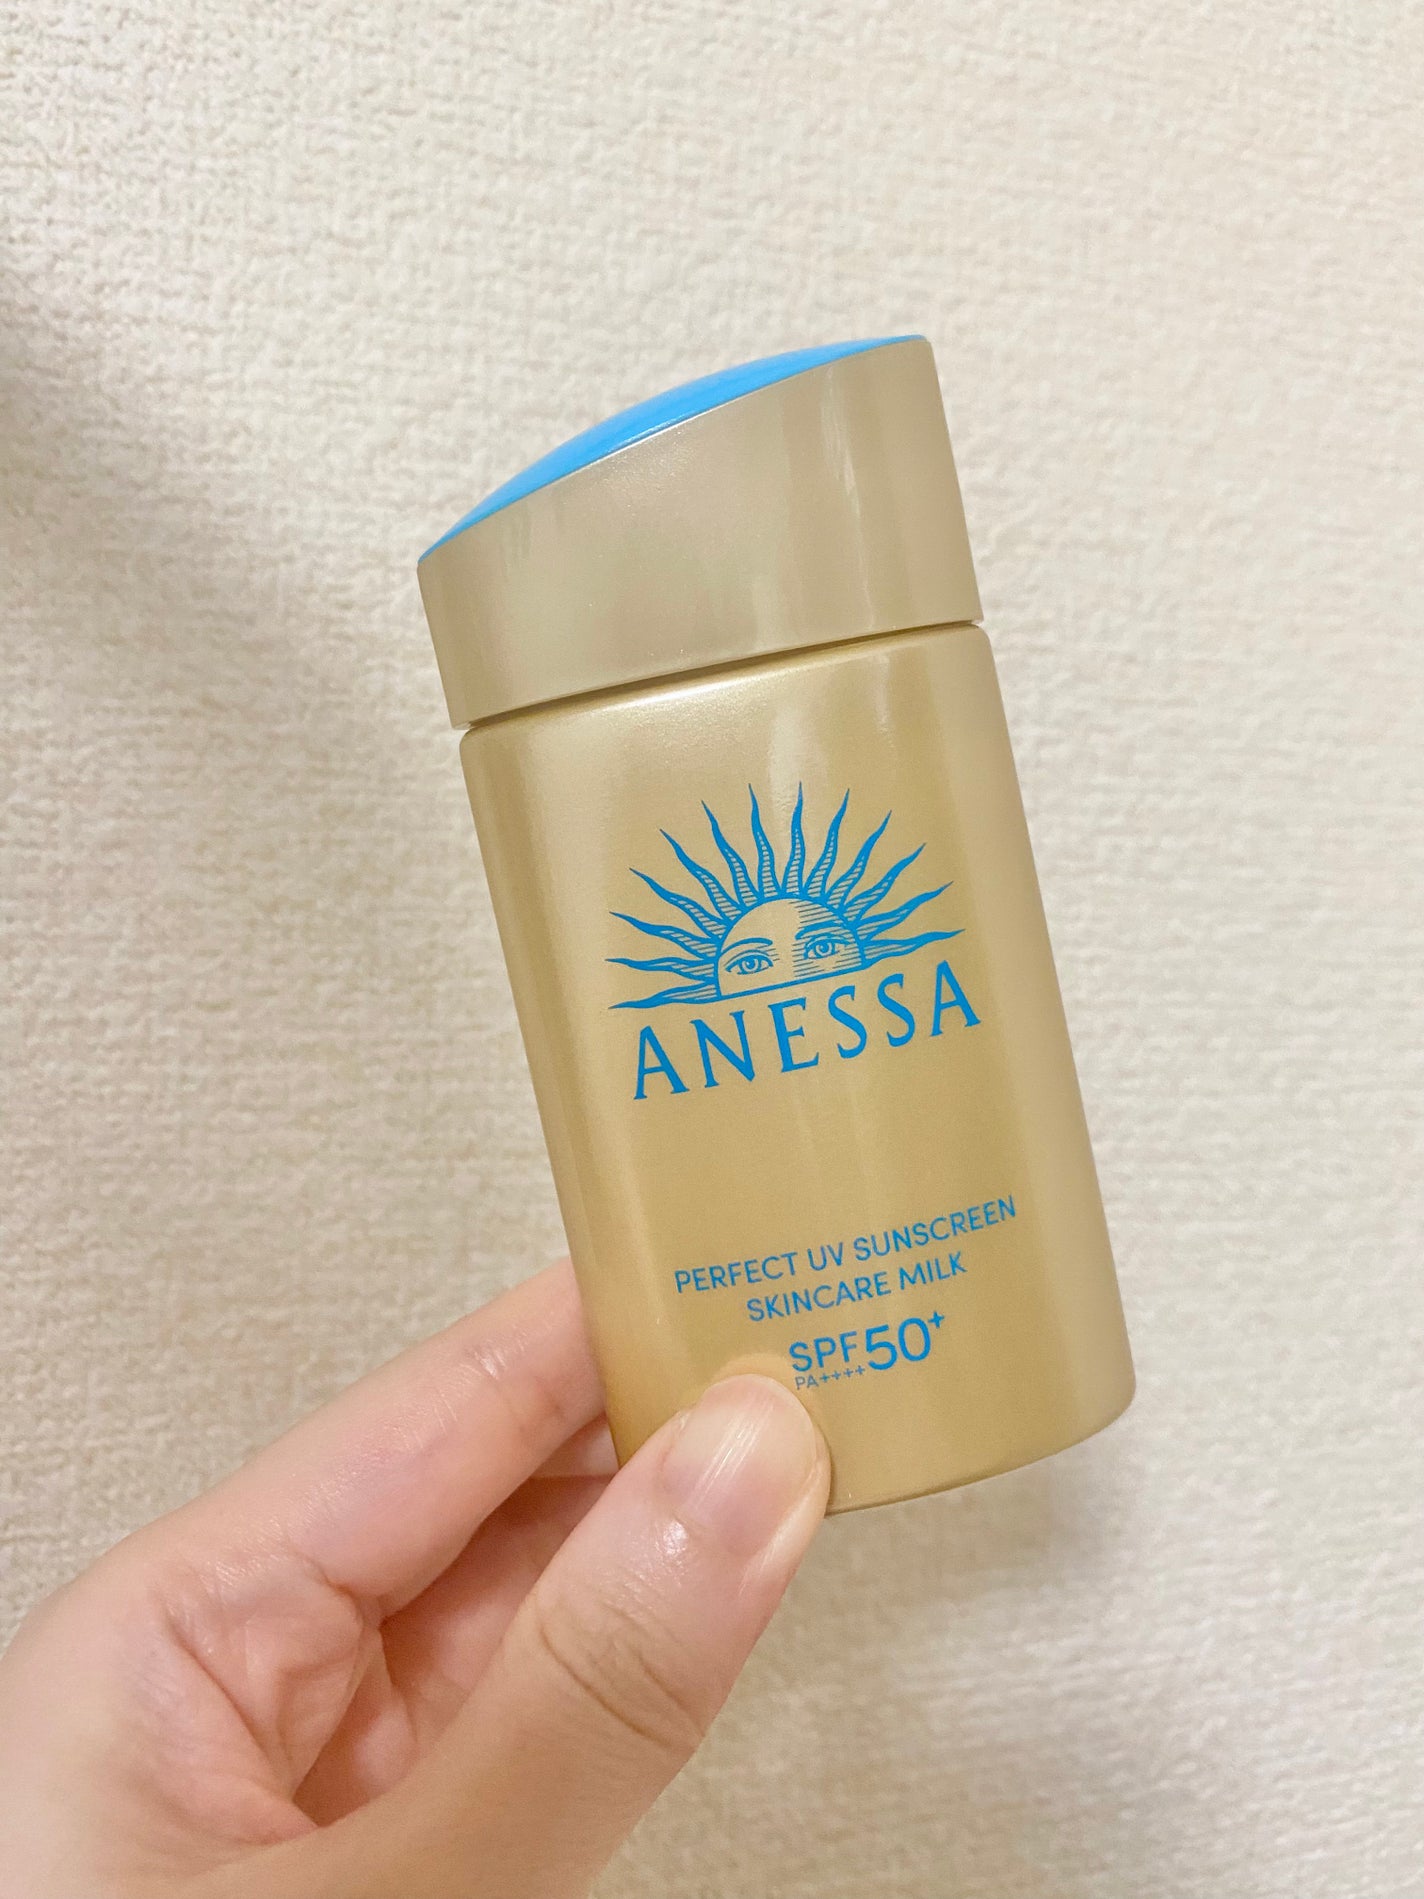 ANESSA
PERFECT UV SUNSCREEN
SKINCARE MILK
SPF50+
PA++++